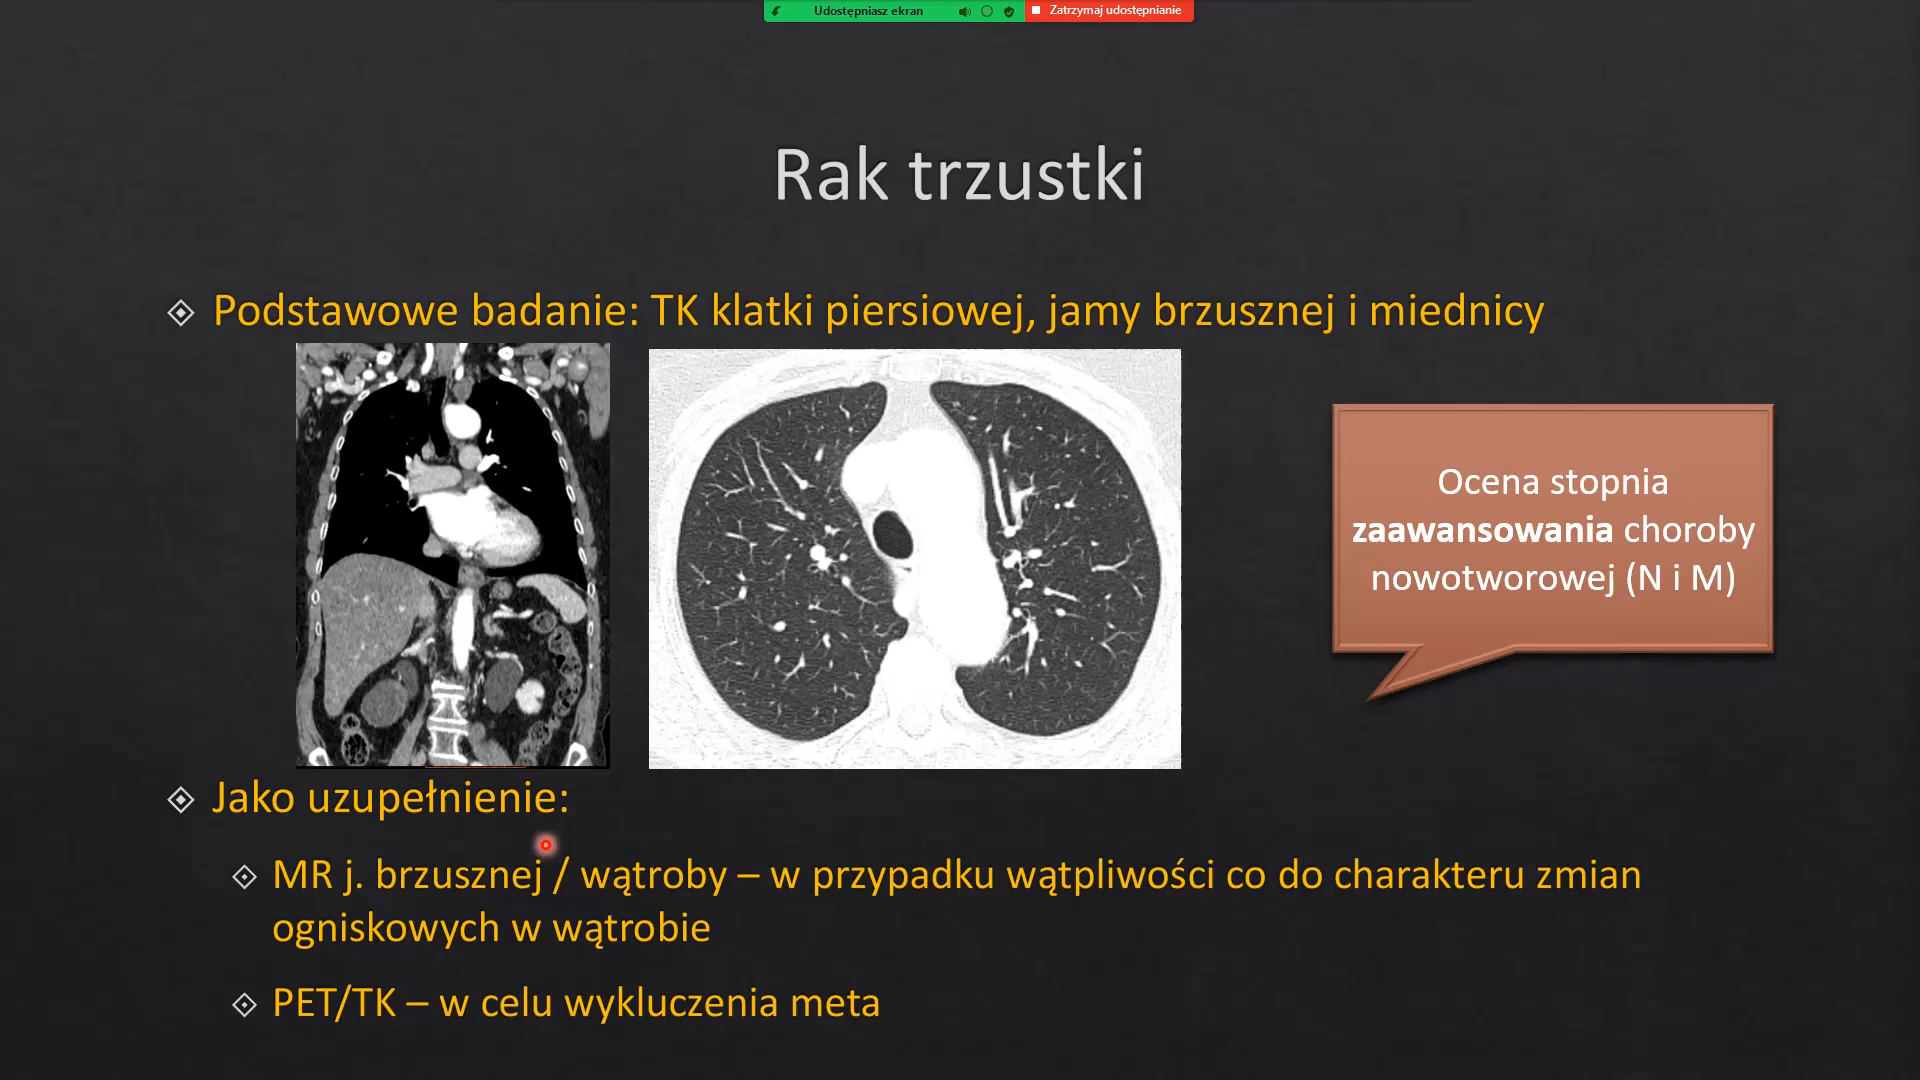 Udostępniasz ekran
Zatrzymaj udostępnianie
Rak trzustki
Podstawowe badanie: TK klatki piersiowej, jamy brzusznej i miednicy
Ocena stopnia
zaawansowania choroby
nowotworowej (N i M)
Jako uzupełnienie:
MR j. brzusznej / wątroby – w przypadku wątpliwości co do charakteru zmian
ogniskowych w wątrobie
PET/TK – w celu wykluczenia meta